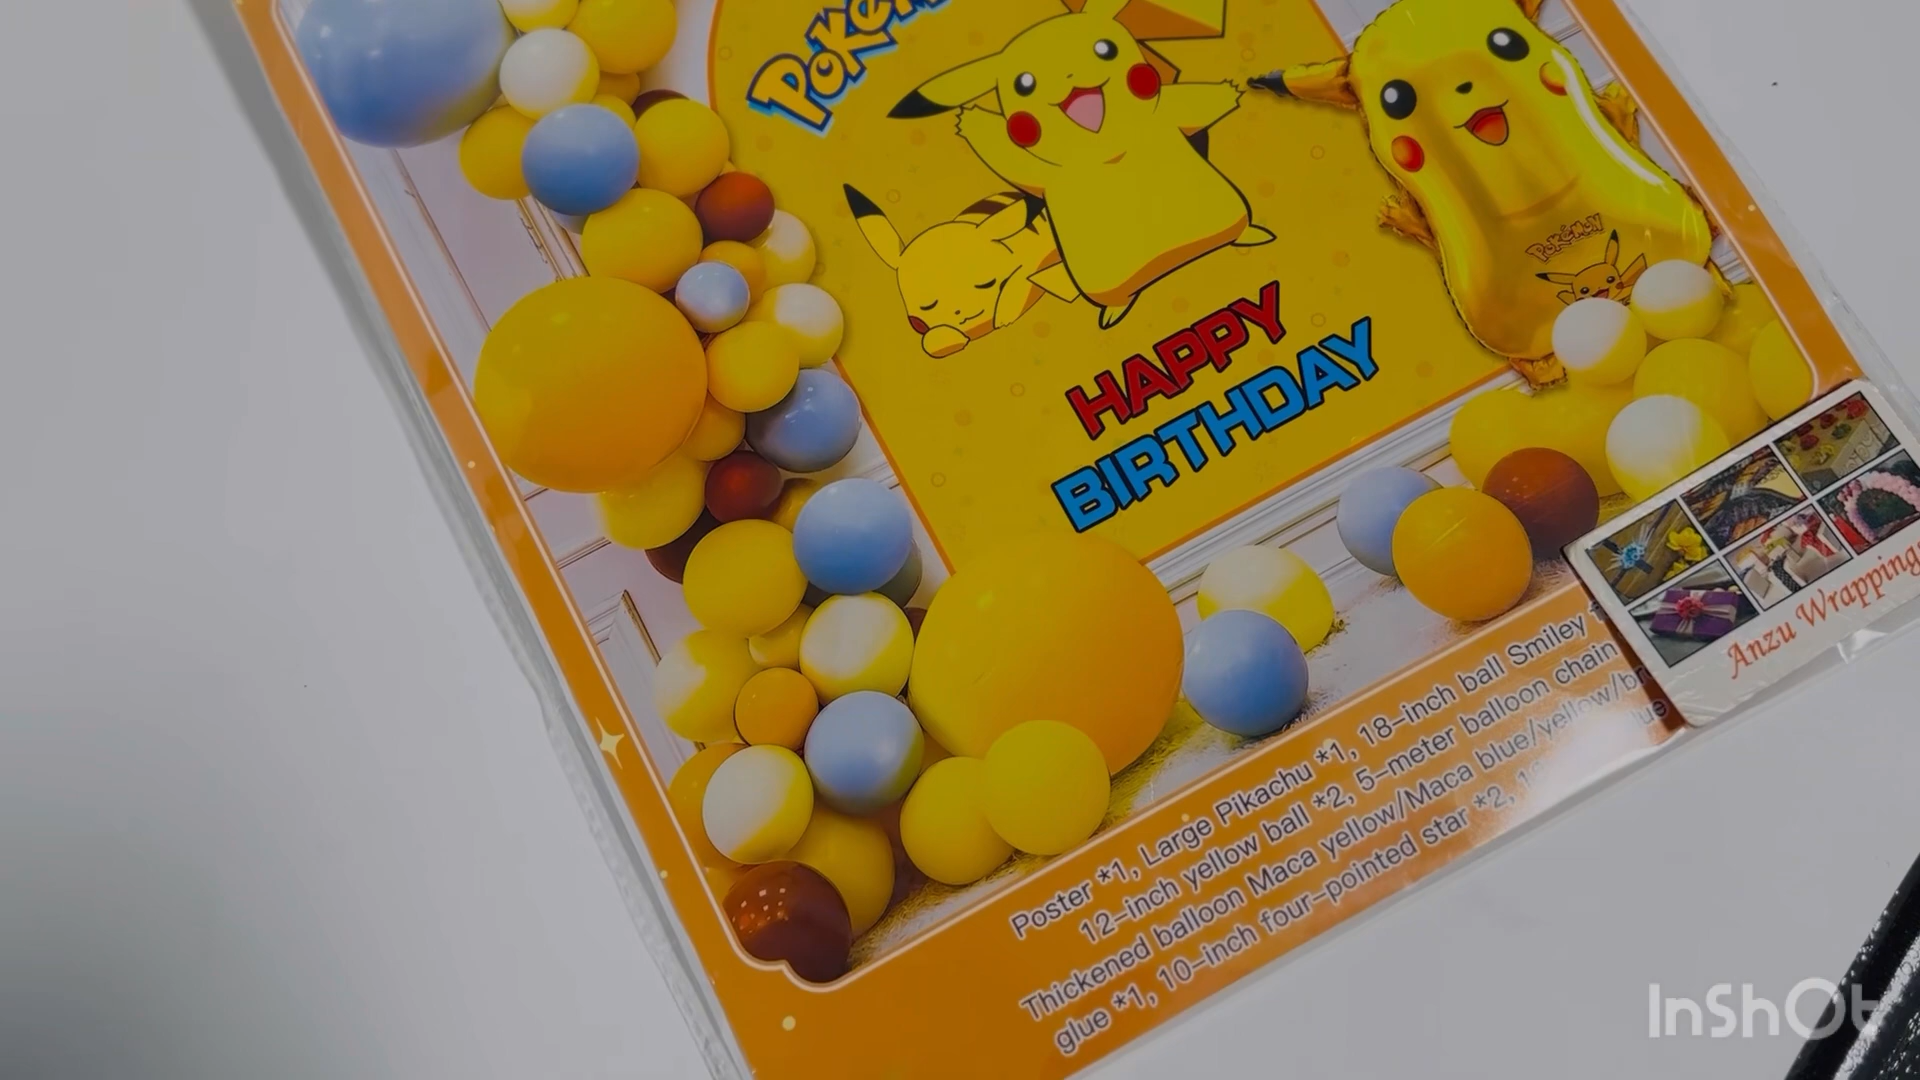 Pokémon
HAPPY
BIRTHDAY
Pokémon
Poster *1, Large Pikachu *1, 18-inch ball Smiley
12-inch yellow ball *2, 5-meter balloon chain
Thickened balloon Maca yellow/Maca blue/yellow/
glue *1, 10-inch four-pointed star *2,
Anzu Wrapping
InShOt